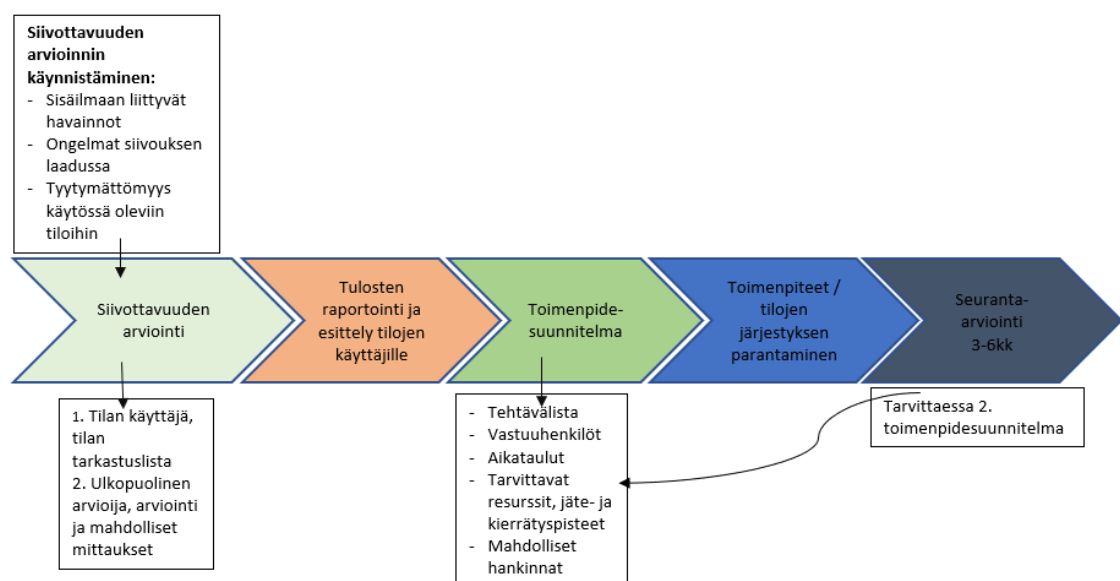 Siivottavuuden
arvioinnin
käynnistäminen:
- Sisäilmaan liittyvät
havainnot
- Ongelmat siivouksen
laadussa
- Tyytymättömyys
käytössä oleviin
tiloihin
Siivottavuuden
arviointi
Tulosten
raportointi ja
esittely tilojen
käyttäjille
Toimenpide-
suunnitelma
Toimenpiteet /
tilojen
järjestyksen
parantaminen
Seuranta-
arviointi
3-6kk
1. Tilan käyttäjä,
tilan
tarkastuslista
2. Ulkopuolinen
arvioija, arviointi
ja mahdolliset
mittaukset
- Tehtävälista
- Vastuuhenkilöt
- Aikataulut
- Tarvittavat
resurssit, jäte- ja
kierrätyspisteet
- Mahdolliset
hankinnat
Tarvittaessa 2.
toimenpidesuunnitelma